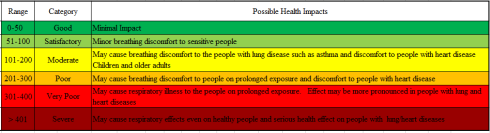 Range Category Possible Health Impacts
0-50 Good Minimal Impact
51-100 Satisfactory Minor breathing discomfort to sensitive people
101-200 Moderate May cause breathing discomfort to the people with lung disease such as asthma and discomfort to people with heart disease
Children and older adults
201-300 Poor May cause breathing discomfort to people on prolonged exposure and discomfort to people with heart disease
301-400 Very Poor May cause respiratory illness to the people on prolonged exposure. Effect may be more pronounced in people with lung and
heart diseases
>401 Severe May cause respiratory effects even on healthy people and serious health effect on people with lung/heart diseases